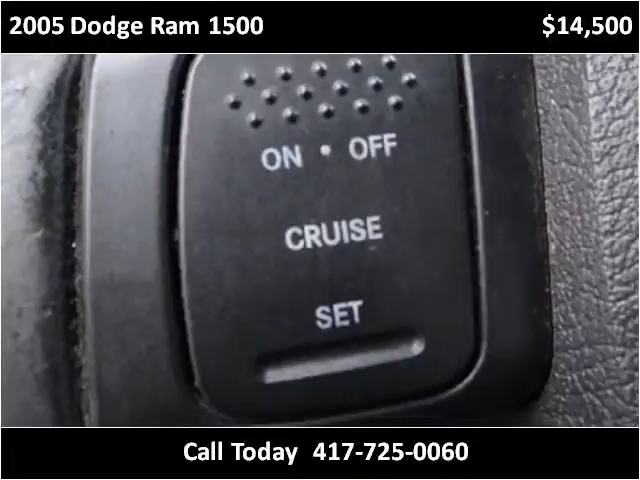 2005 Dodge Ram 1500 $14,500
ON • OFF
CRUISE
SET
Call Today 417-725-0060